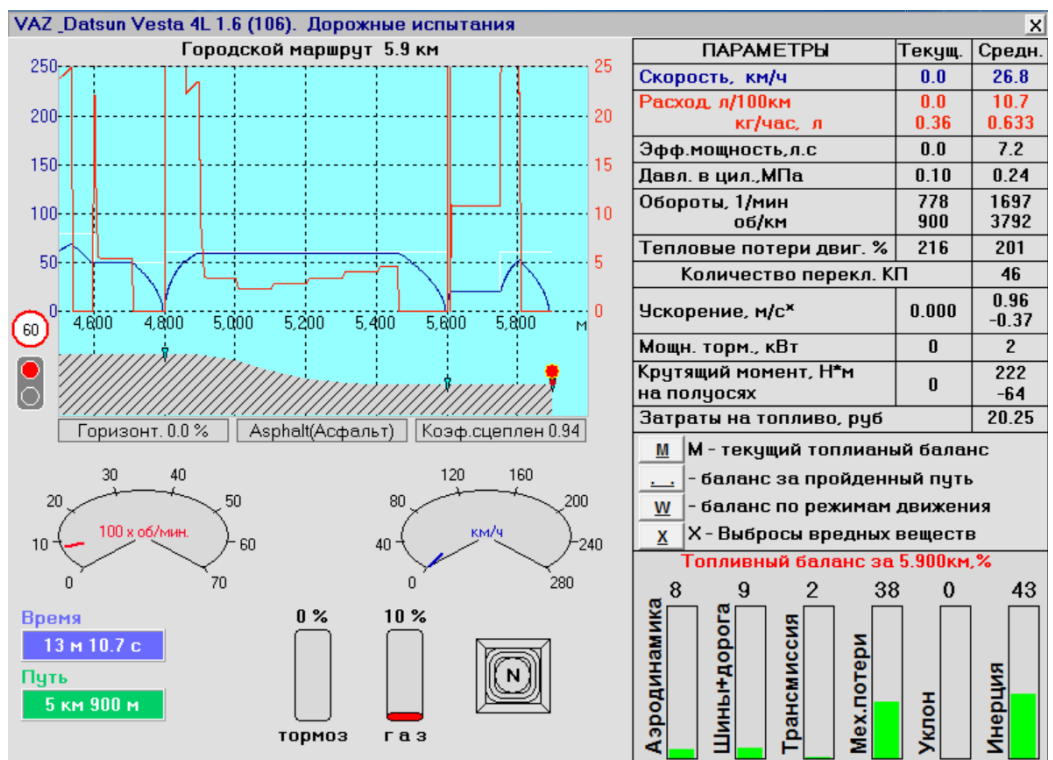 VAZ _Datsun Vesta 4L 1.6 (106). Дорожные испытания
X
Городской маршрут 5.9 км
250 25
200 20
150 15
100 10
50 5
0 0
4,600 4,800 5,000 5,200 5,400 5,600 5,800 м
60
Горизонт. 0.0 % Asphalt(Асфальт) Коэф.сцеплен 0.94
0 10 20 30 40 50 60 70
100 x об/мин.
0 40 80 120 160 200 240 280
км/ч
Время
13 м 10.7 с
Путь
5 км 900 м
0 % 10 %
тормоз газ
N
ПАРАМЕТРЫ Текущ. Средн.
Скорость, км/ч 0.0 26.8
Расход, л/100км 0.0 10.7
кг/час, л 0.36 0.633
Эфф.мощность,л.с 0.0 7.2
Давл. в цил.,МПа 0.10 0.24
Обороты, 1/мин 778 1697
об/км 900 3792
Тепловые потери двиг. % 216 201
Количество перекл. КП 46
Ускорение, м/с× 0.000 0.96
-0.37
Мощн. торм., кВт 0 2
Крутящий момент, Н*м 222
на полуосях 0 -64
Затраты на топливо, руб 20.25
M М - текущий топлианый баланс
. . - баланс за пройденный путь
W - баланс по режимам движения
X X - Выбросы вредных веществ
Топливный баланс за 5.900км,%
8 9 2 38 0 43
Аэродинамика
Шины+дорога
Трансмиссия
Мех.потери
Уклон
Инерция